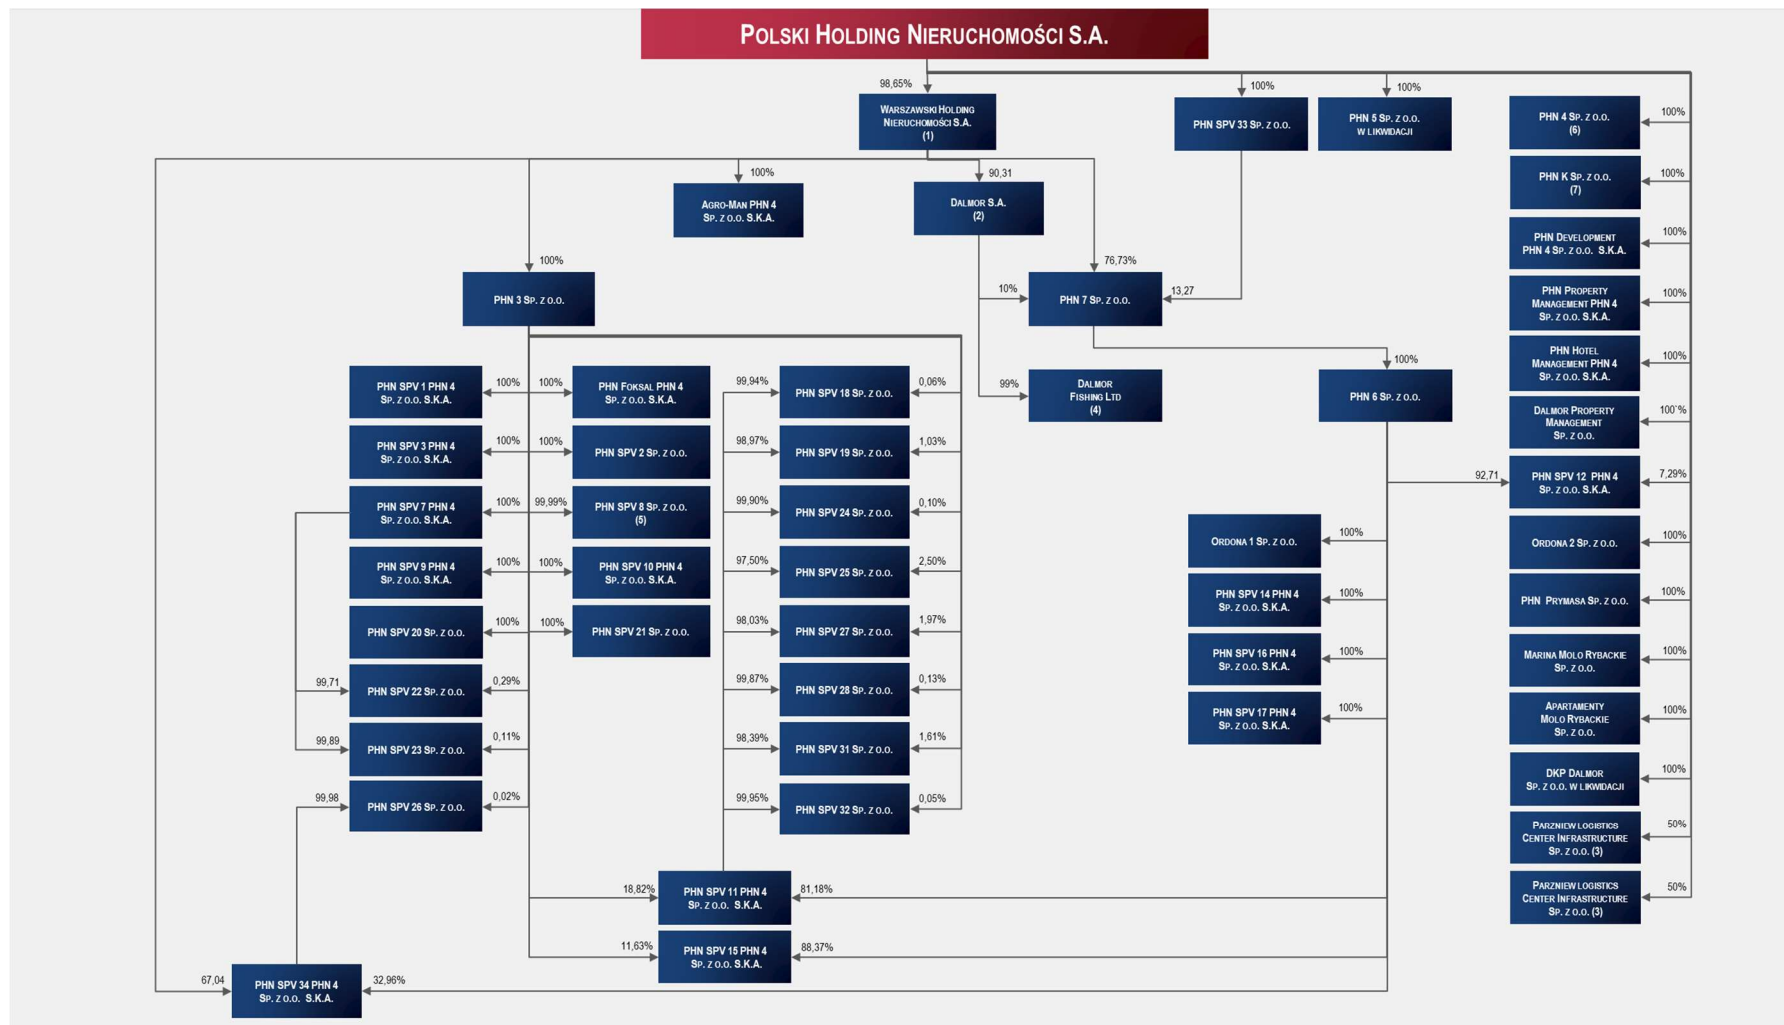 POLSKI HOLDING NIERUCHOMOŚCI S.A.
98,65%
100%
100%
WARSZAWSKI HOLDING
NIERUCHOMOŚCI S.A.
(1)
PHN SPV 33 SP. Z O.O.
PHN 5 SP. Z O.O.
W LIKWIDACJI
PHN 4 SP. Z O.O.
(6)
100%
100%
AGRO-MAN PHN 4
SP. Z O.O. S.K.A.
90,31
DALMOR S.A.
(2)
PHN K SP. Z O.O.
(7)
100%
PHN DEVELOPMENT
PHN 4 SP. Z O.O. S.K.A.
100%
100%
PHN 3 SP. Z O.O.
76,73%
10%
PHN 7 SP. Z O.O.
13,27
PHN PROPERTY
MANAGEMENT PHN 4
SP. Z O.O. S.K.A.
100%
PHN HOTEL
MANAGEMENT PHN 4
SP. Z O.O. S.K.A.
100%
99%
DALMOR
FISHING LTD
(4)
100%
PHN 6 SP. Z O.O.
DALMOR PROPERTY
MANAGEMENT
SP. Z O.O.
100`%
PHN SPV 1 PHN 4
SP. Z O.O. S.K.A.
100%
100%
PHN FOKSAL PHN 4
SP. Z O.O. S.K.A.
99,94%
PHN SPV 18 SP. Z O.O.
0,06%
PHN SPV 3 PHN 4
SP. Z O.O. S.K.A.
100%
100%
PHN SPV 2 SP. Z O.O.
98,97%
PHN SPV 19 SP. Z O.O.
1,03%
92,71
PHN SPV 12 PHN 4
SP. Z O.O. S.K.A.
7,29%
PHN SPV 7 PHN 4
SP. Z O.O. S.K.A.
100%
99,99%
PHN SPV 8 SP. Z O.O.
(5)
99,90%
PHN SPV 24 SP. Z O.O.
0,10%
ORDONA 1 SP. Z O.O.
100%
ORDONA 2 SP. Z O.O.
100%
PHN SPV 9 PHN 4
SP. Z O.O. S.K.A.
100%
100%
PHN SPV 10 PHN 4
SP. Z O.O. S.K.A.
97,50%
PHN SPV 25 SP. Z O.O.
2,50%
PHN SPV 14 PHN 4
SP. Z O.O. S.K.A.
100%
PHN PRYMASA SP. Z O.O.
100%
PHN SPV 20 SP. Z O.O.
100%
100%
PHN SPV 21 SP. Z O.O.
98,03%
PHN SPV 27 SP. Z O.O.
1,97%
PHN SPV 16 PHN 4
SP. Z O.O. S.K.A.
100%
MARINA MOLO RYBACKIE
SP. Z O.O.
100%
99,71
PHN SPV 22 SP. Z O.O.
0,29%
99,87%
PHN SPV 28 SP. Z O.O.
0,13%
PHN SPV 17 PHN 4
SP. Z O.O. S.K.A.
100%
APARTAMENTY
MOLO RYBACKIE
SP. Z O.O.
100%
99,89
PHN SPV 23 SP. Z O.O.
0,11%
98,39%
PHN SPV 31 SP. Z O.O.
1,61%
DKP DALMOR
SP. Z O.O. W LIKWIDACJI
100%
99,98
PHN SPV 26 SP. Z O.O.
0,02%
99,95%
PHN SPV 32 SP. Z O.O.
0,05%
PARZNIEW LOGISTICS
CENTER INFRASTRUCTURE
SP. Z O.O. (3)
50%
18,82%
PHN SPV 11 PHN 4
SP. Z O.O. S.K.A.
81,18%
PARZNIEW LOGISTICS
CENTER INFRASTRUCTURE
SP. Z O.O. (3)
50%
11,63%
PHN SPV 15 PHN 4
SP. Z O.O. S.K.A.
88,37%
67,04
PHN SPV 34 PHN 4
SP. Z O.O. S.K.A.
32,96%